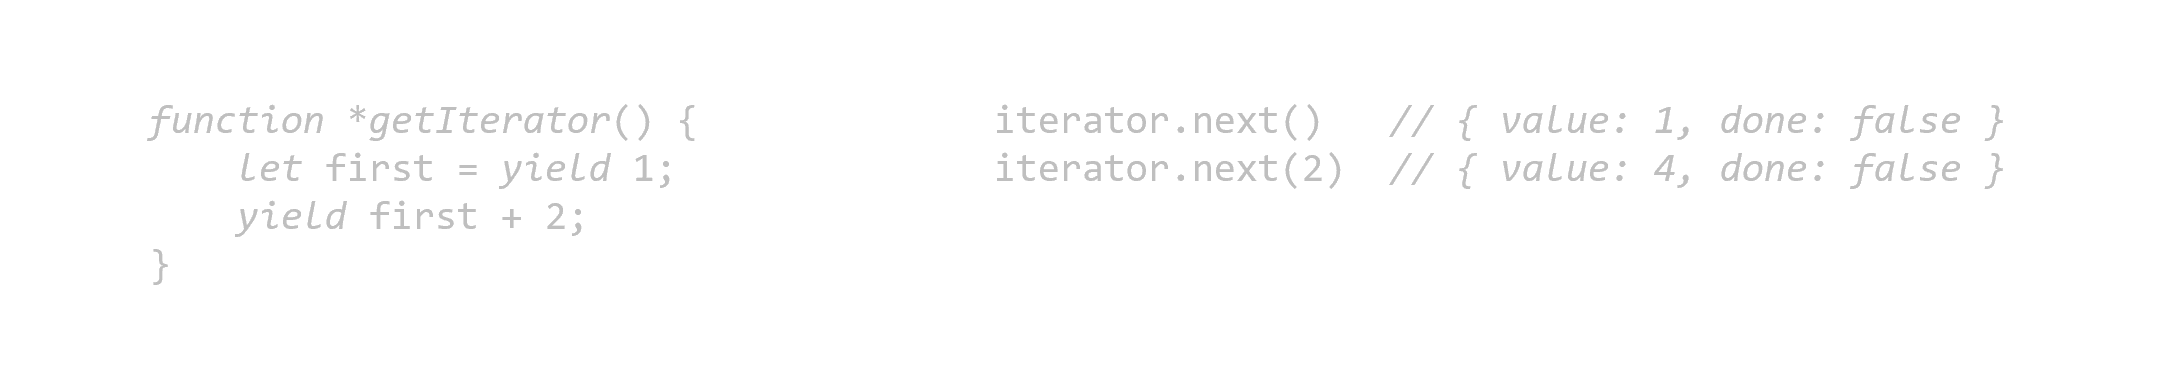 function *getIterator() {
    let first = yield 1;
    yield first + 2;
}
iterator.next()   // { value: 1, done: false }
iterator.next(2)  // { value: 4, done: false }